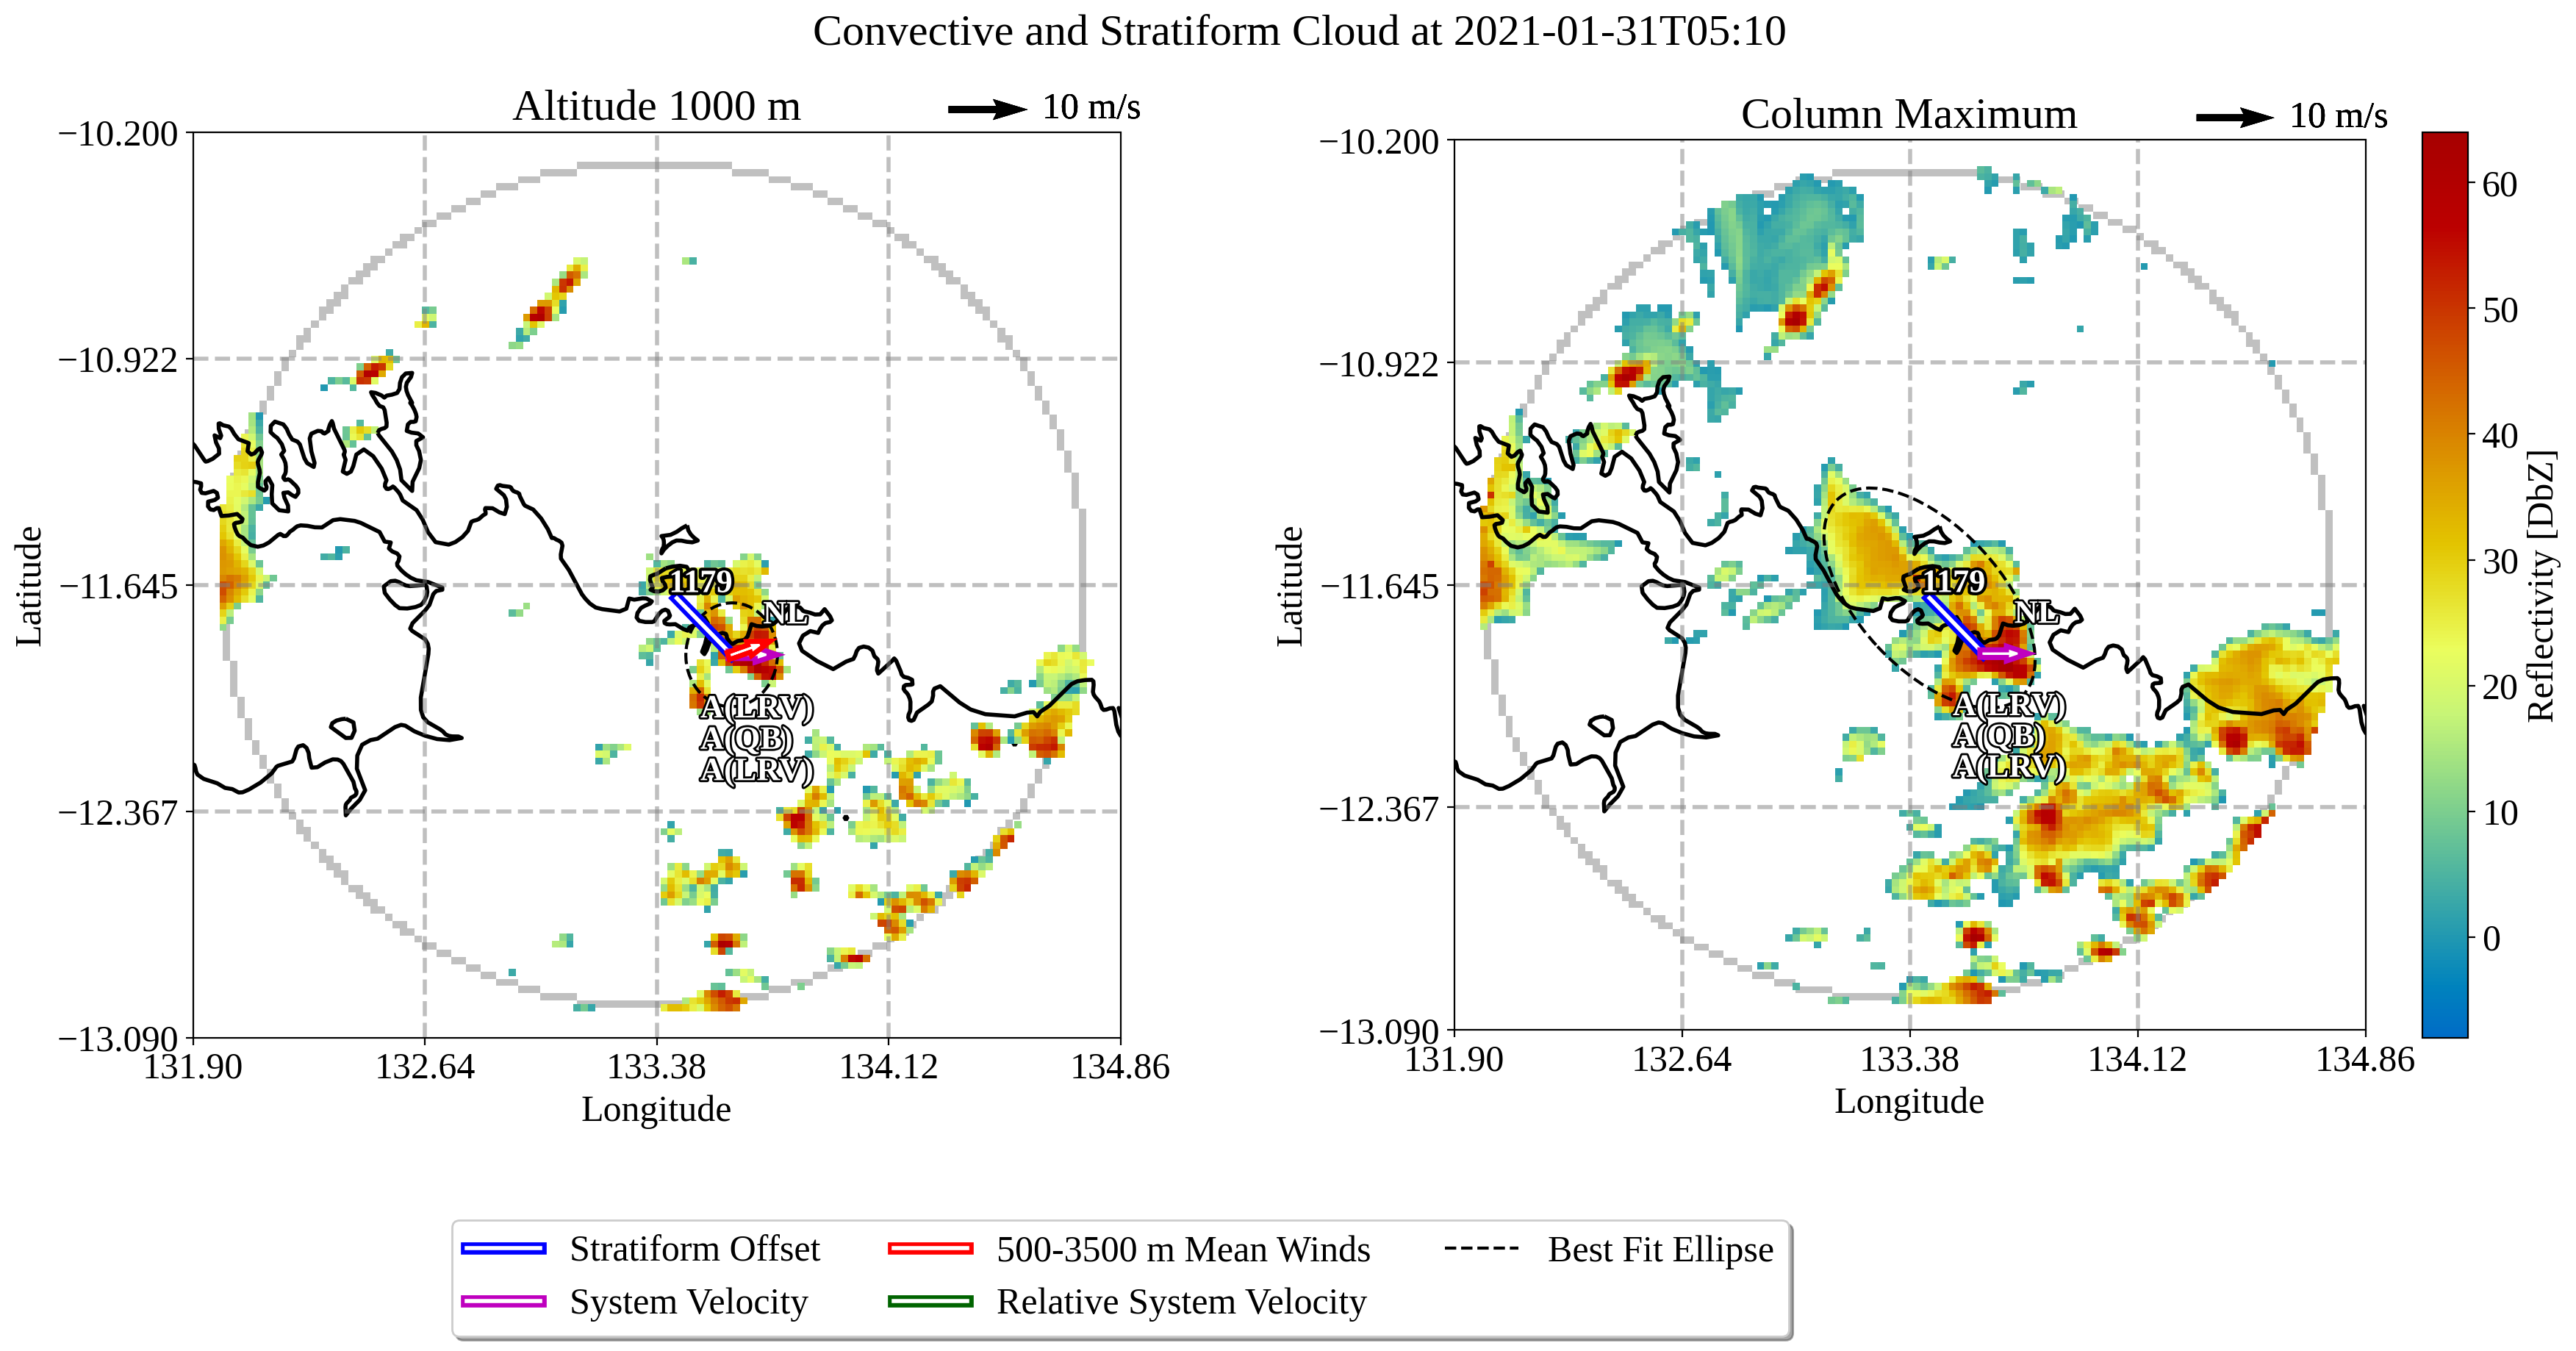 Convective and Stratiform Cloud at 2021-01-31T05:10
Altitude 1000 m
10 m/s
−10.200
−10.922
−11.645
−12.367
−13.090
131.90
132.64
133.38
134.12
134.86
Latitude
Longitude
1179
NL
A(LRV)
A(QB)
A(LRV)
Column Maximum
10 m/s
−10.200
−10.922
−11.645
−12.367
−13.090
131.90
132.64
133.38
134.12
134.86
Latitude
Longitude
1179
NL
A(LRV)
A(QB)
A(LRV)
60
50
40
30
20
10
0
Reflectivity [DbZ]
Stratiform Offset
System Velocity
500-3500 m Mean Winds
Relative System Velocity
Best Fit Ellipse